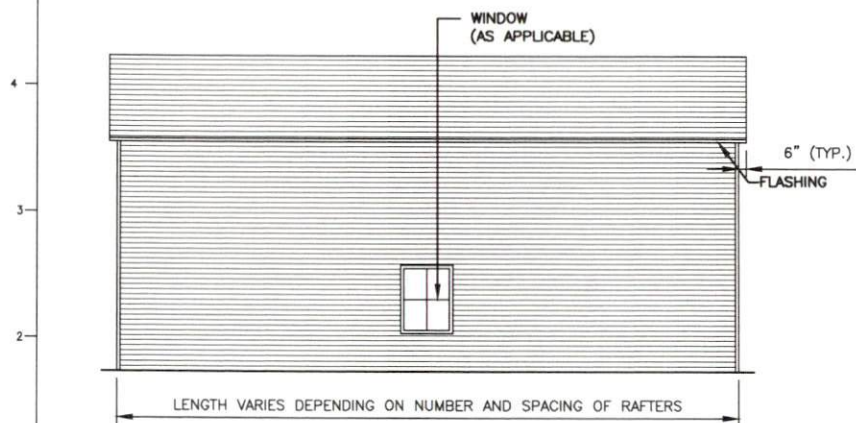 WINDOW
(AS APPLICABLE)
4
6" (TYP.)
FLASHING
3
2
LENGTH VARIES DEPENDING ON NUMBER AND SPACING OF RAFTERS